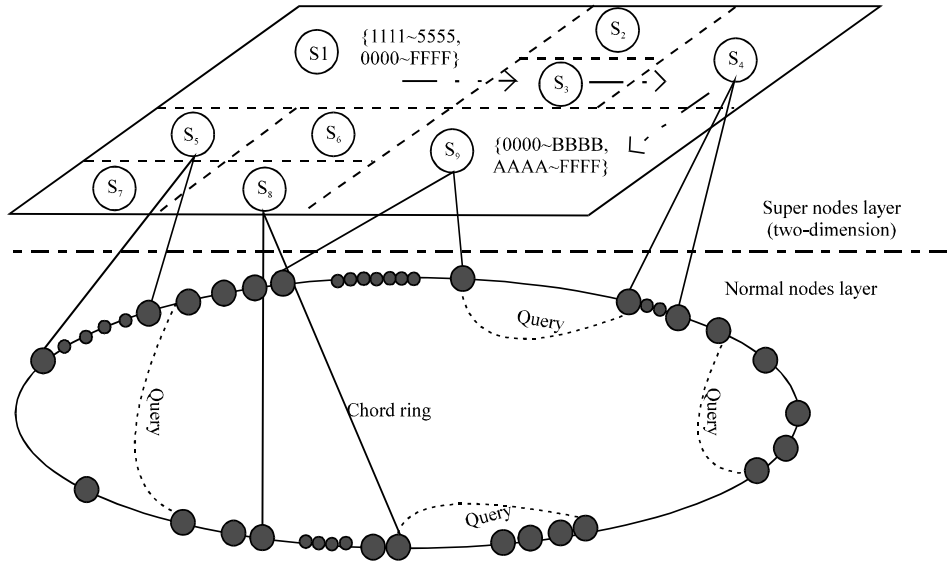 S1
{1111~5555,
0000~FFFF}
S₂
S₃
S₄
S₅
S₆
S₉
{0000~BBBB,
AAAA~FFFF}
S₇
S₈
Super nodes layer
(two-dimension)
Normal nodes layer
Query
Query
Chord ring
Query
Query